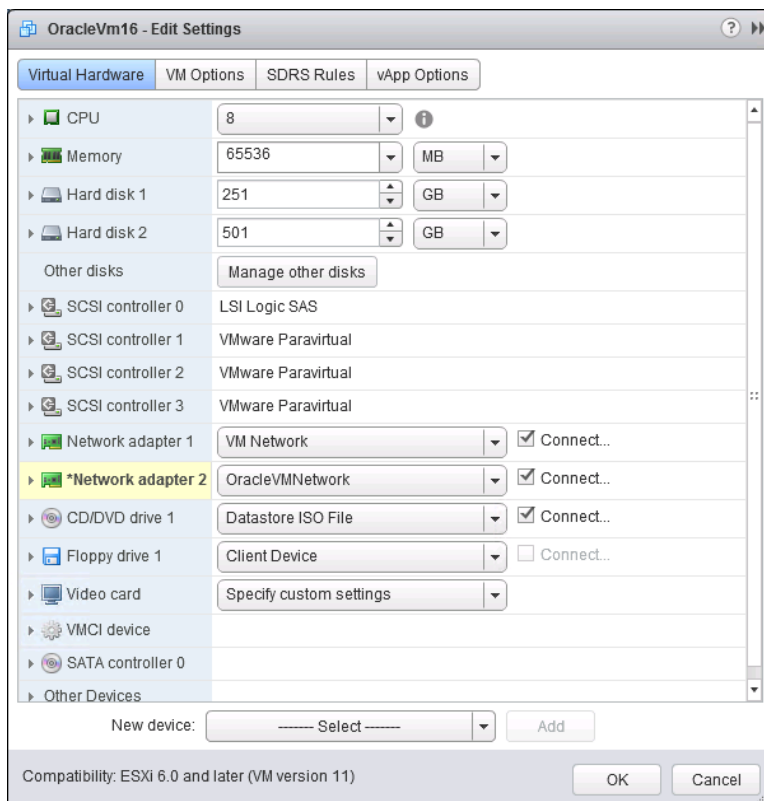 OracleVm16 - Edit Settings ?
Virtual Hardware VM Options SDRS Rules vApp Options
CPU 8
Memory 65536 MB
Hard disk 1 251 GB
Hard disk 2 501 GB
Other disks Manage other disks
SCSI controller 0 LSI Logic SAS
SCSI controller 1 VMware Paravirtual
SCSI controller 2 VMware Paravirtual
SCSI controller 3 VMware Paravirtual
Network adapter 1 VM Network Connect...
*Network adapter 2 OracleVMNetwork Connect...
CD/DVD drive 1 Datastore ISO File Connect...
Floppy drive 1 Client Device Connect...
Video card Specify custom settings
VMCI device
SATA controller 0
Other Devices
New device: ------- Select ------- Add
Compatibility: ESXi 6.0 and later (VM version 11) OK Cancel